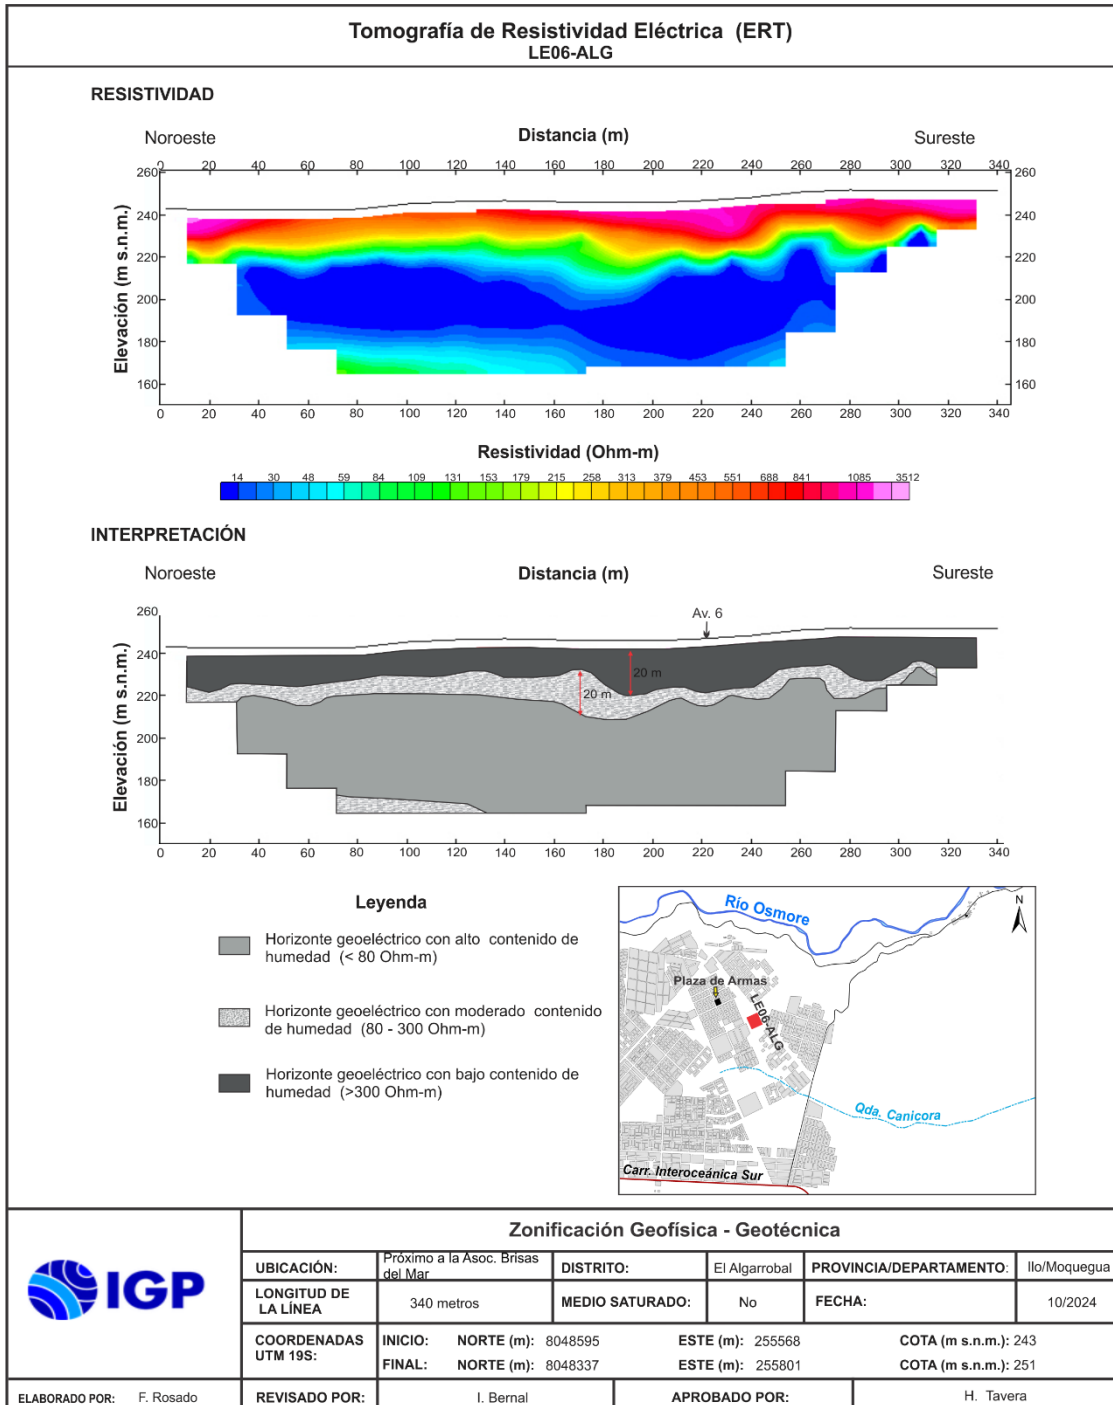 Tomografía de Resistividad Eléctrica (ERT)
LE06-ALG
RESISTIVIDAD
Noroeste Distancia (m) Sureste
0 20 40 60 80 100 120 140 160 180 200 220 240 260 280 300 320 340
Elevación (m s.n.m.)
260 260
240 240
220 220
200 200
180 180
160 160
0 20 40 60 80 100 120 140 160 180 200 220 240 260 280 300 320 340
Resistividad (Ohm-m)
14 30 48 59 84 109 131 153 179 215 258 313 379 453 551 688 841 1085 3512
INTERPRETACIÓN
Noroeste Distancia (m) Sureste
Av. 6
Elevación (m s.n.m.)
260
240
20 m
220
20 m
200
180
160
0 20 40 60 80 100 120 140 160 180 200 220 240 260 280 300 320 340
Leyenda
Horizonte geoeléctrico con alto contenido de
humedad (< 80 Ohm-m)
Horizonte geoeléctrico con moderado contenido
de humedad (80 - 300 Ohm-m)
Horizonte geoeléctrico con bajo contenido de
humedad (>300 Ohm-m)
Río Osmore
N
Plaza de Armas
LE06-ALG
Qda. Canicora
Carr. Interoceánica Sur
IGP
Zonificación Geofísica - Geotécnica
UBICACIÓN: Próximo a la Asoc. Brisas
del Mar
DISTRITO: El Algarrobal PROVINCIA/DEPARTAMENTO: Ilo/Moquegua
LONGITUD DE
LA LÍNEA
340 metros MEDIO SATURADO: No FECHA: 10/2024
COORDENADAS
UTM 19S:
INICIO: NORTE (m): 8048595 ESTE (m): 255568 COTA (m s.n.m.): 243
FINAL: NORTE (m): 8048337 ESTE (m): 255801 COTA (m s.n.m.): 251
ELABORADO POR: F. Rosado REVISADO POR: I. Bernal APROBADO POR: H. Tavera